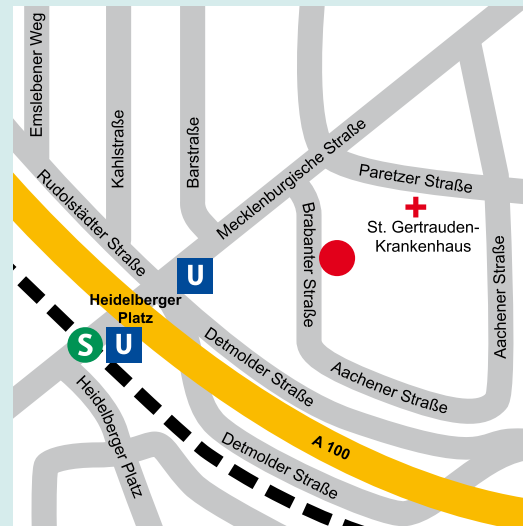 Emslebener Weg
Kahlstraße
Barstraße
Mecklenburgische Straße
Paretzer Straße
St. Gertrauden-
Krankenhaus
Rudolstädter Straße
Brabanter Straße
Aachener Straße
U
Heidelberger
Platz
S
U
Detmolder Straße
Aachener Straße
Heidelberger Platz
A 100
Detmolder Straße